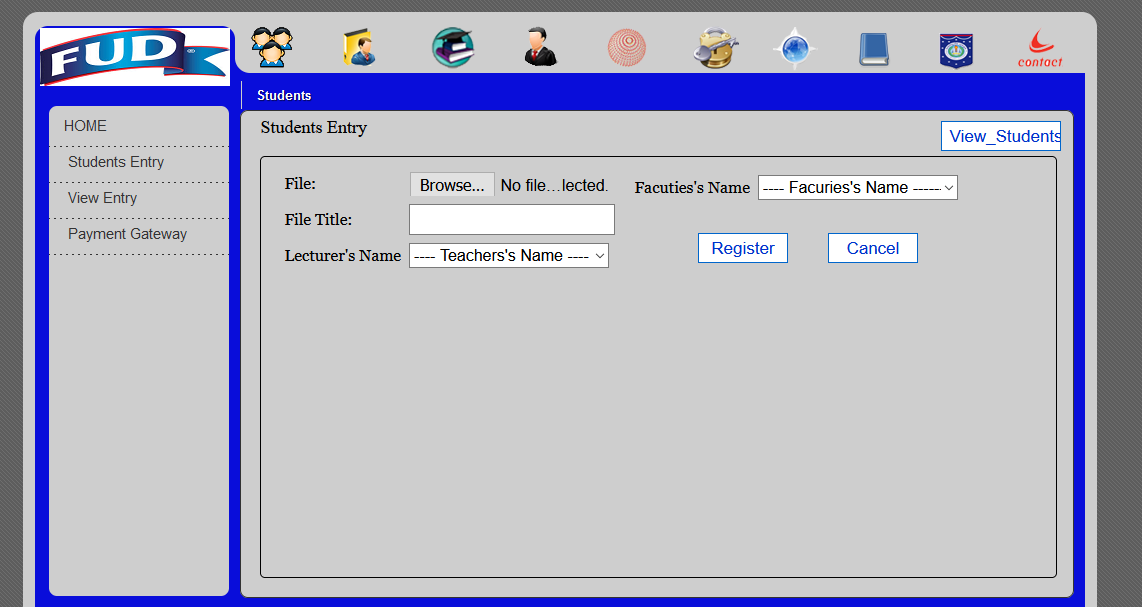 FUD
contact
Students
HOME
Students Entry
View Entry
Payment Gateway
Students Entry
View_Students
File:
Browse... No file...lected.
Facuties's Name
---- Facuries's Name ------
File Title:
Lecturer's Name
---- Teachers's Name ----
Register
Cancel